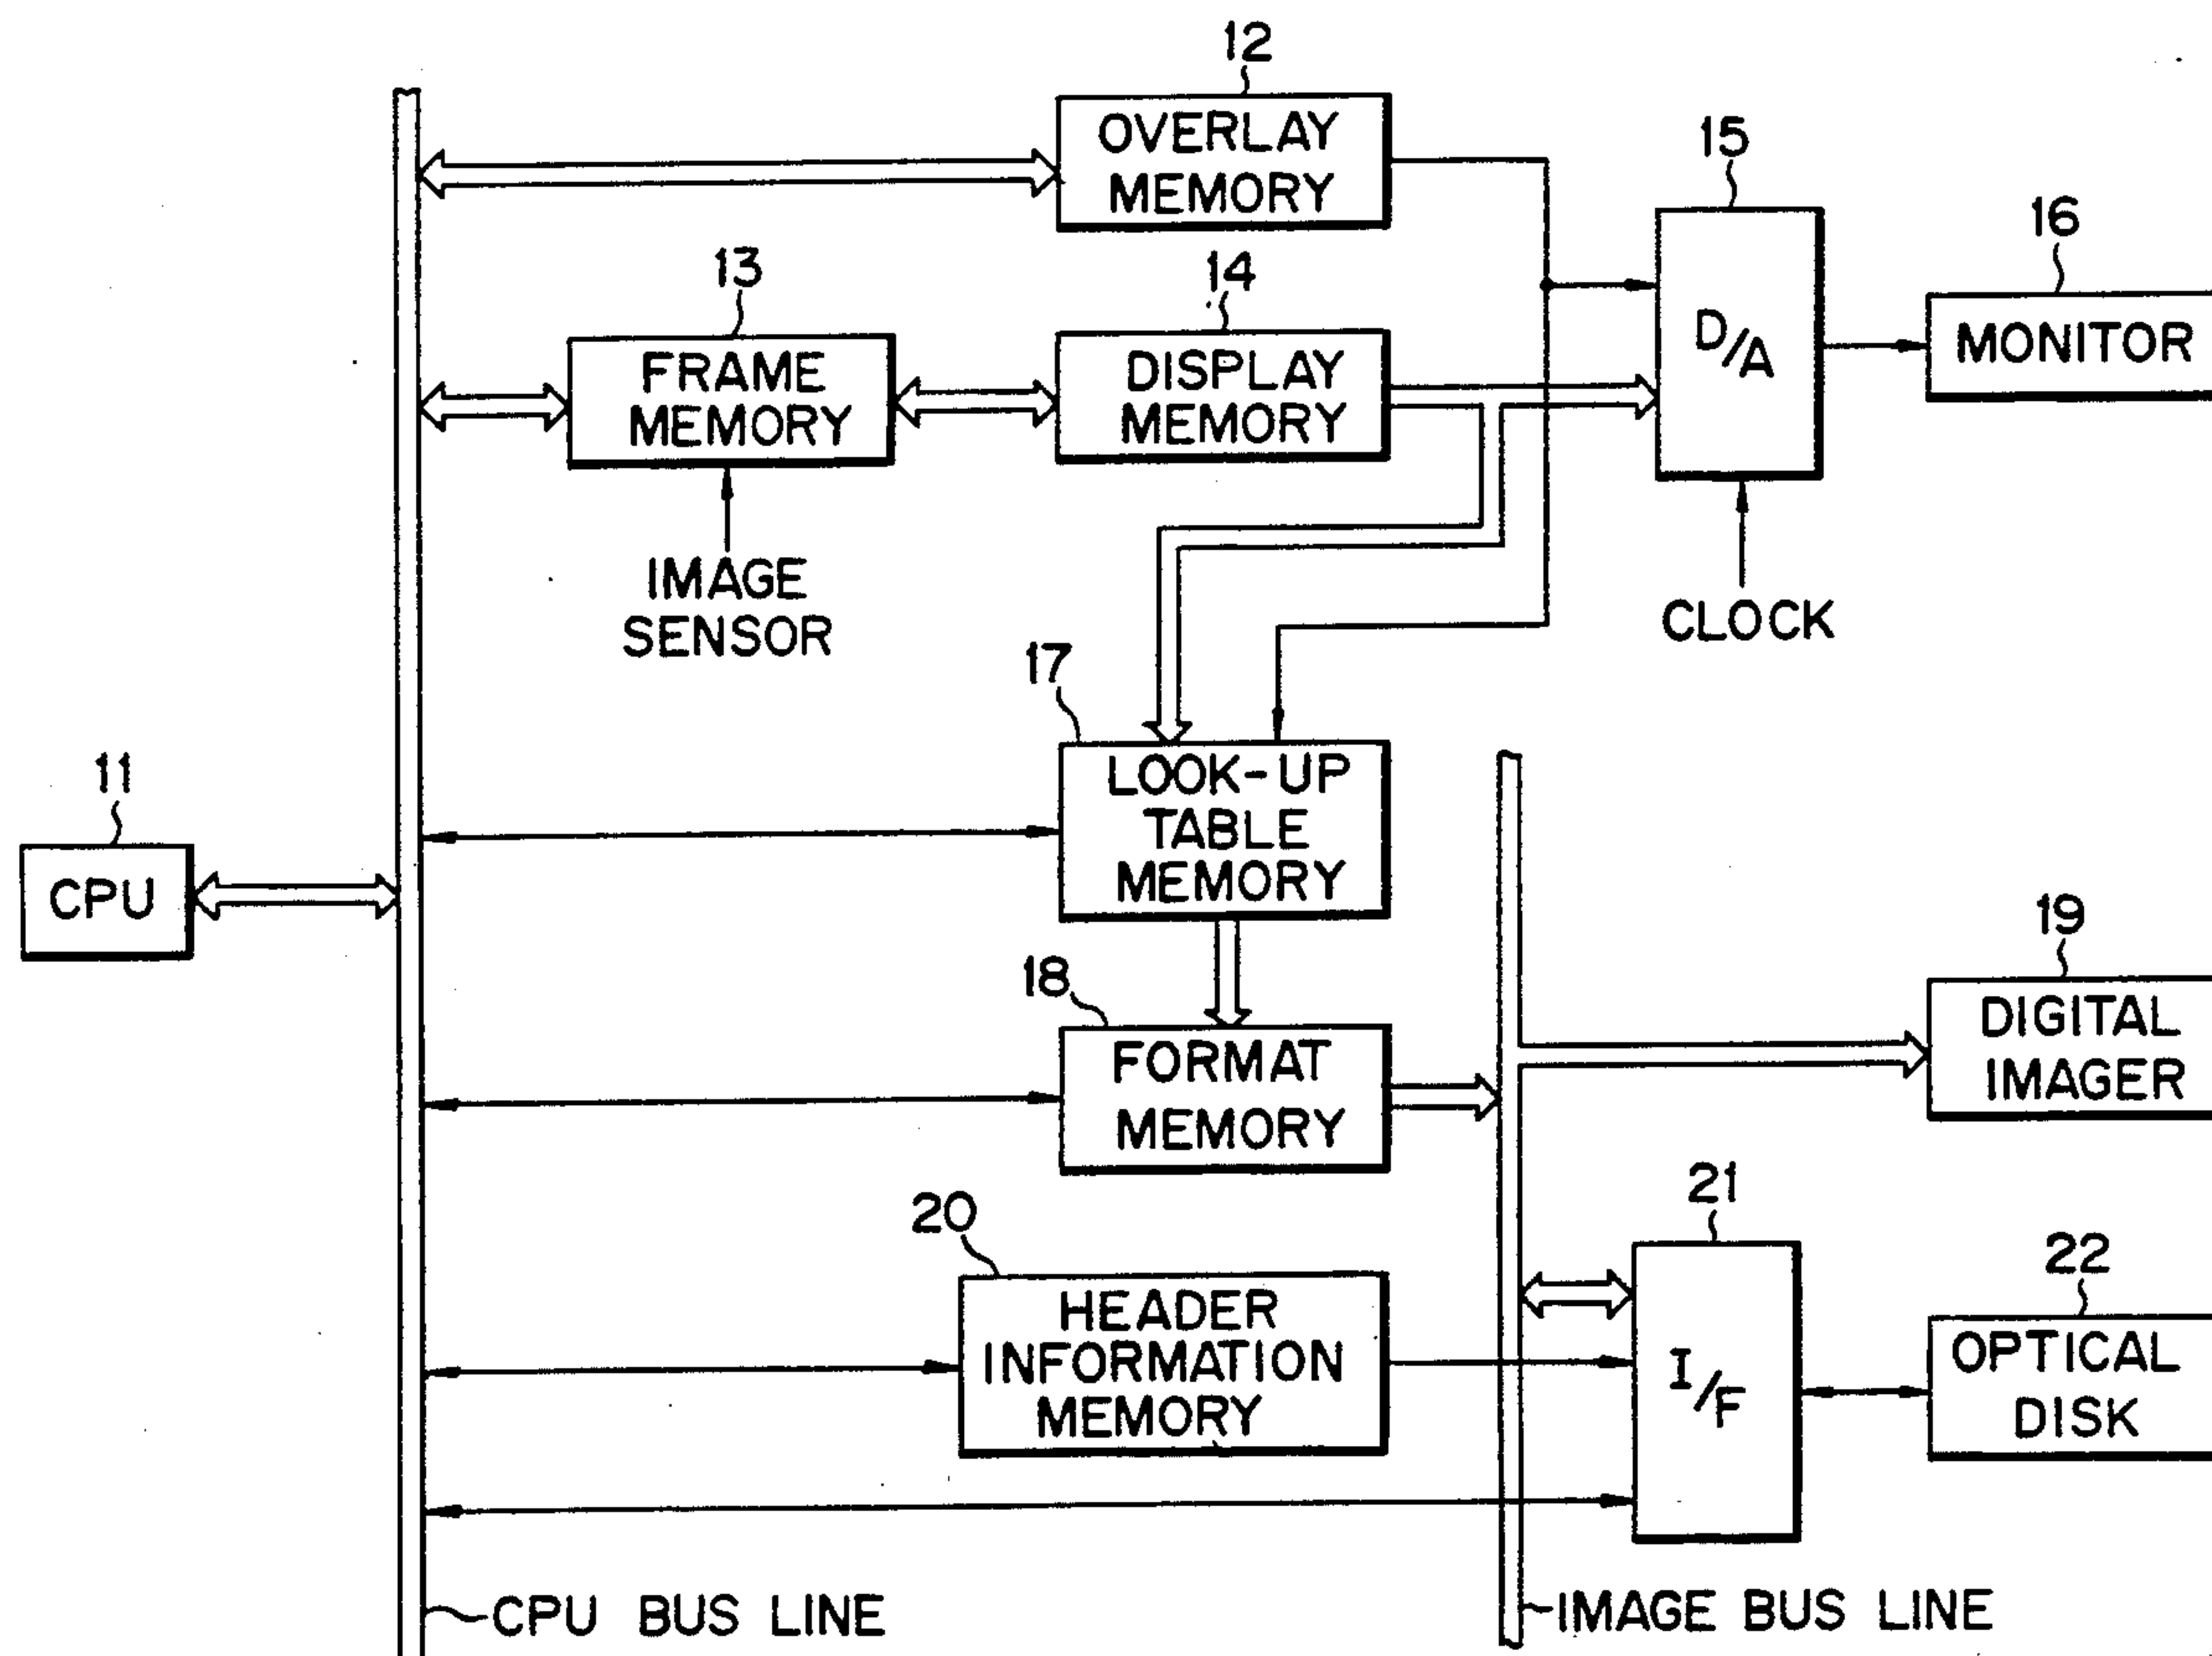 12
OVERLAY
MEMORY
15
D/A
16
MONITOR
13
FRAME
MEMORY
14
DISPLAY
MEMORY
IMAGE
SENSOR
CLOCK
17
LOOK-UP
TABLE
MEMORY
11
CPU
18
FORMAT
MEMORY
19
DIGITAL
IMAGER
20
HEADER
INFORMATION
MEMORY
21
I/F
22
OPTICAL
DISK
CPU BUS LINE
IMAGE BUS LINE